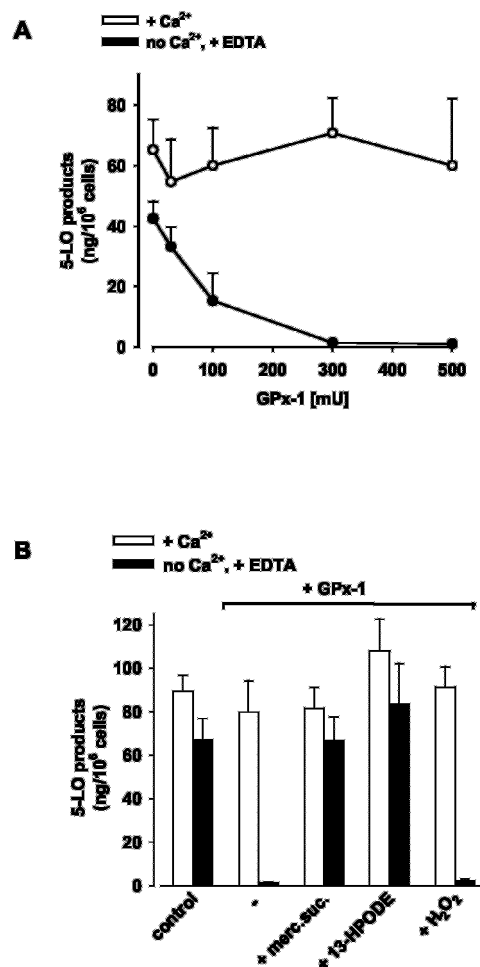 A
+ Ca²⁺
no Ca²⁺, + EDTA
5-LO products
(ng/10⁶ cells)
80
60
40
20
0
0 100 200 300 400 500
GPx-1 [mU]
B
+ Ca²⁺
no Ca²⁺, + EDTA
+ GPx-1
5-LO products
(ng/10⁶ cells)
120
100
80
60
40
20
0
control
-
+ merc.suc.
+ 13-HPODE
+ H₂O₂